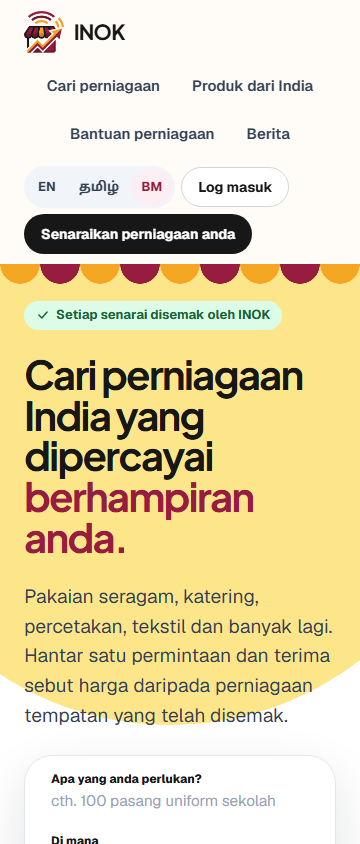 INOK
Cari perniagaan Produk dari India
Bantuan perniagaan Berita
EN தமிழ் BM Log masuk
Senaraikan perniagaan anda
Setiap senarai disemak oleh INOK
Cari perniagaan
India yang
dipercayai
berhampiran
anda.
Pakaian seragam, katering,
percetakan, tekstil dan banyak lagi.
Hantar satu permintaan dan terima
sebut harga daripada perniagaan
tempatan yang telah disemak.
Apa yang anda perlukan?
cth. 100 pasang uniform sekolah
Di mana